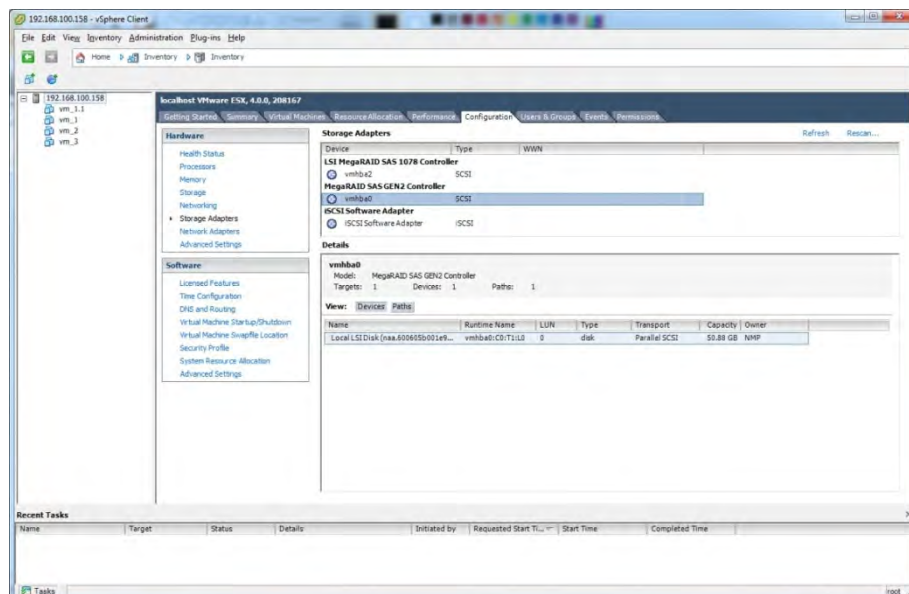 192.168.100.158 - vSphere Client
File Edit View Inventory Administration Plug-ins Help
Home Inventory Inventory
192.168.100.158
vm_1.1
vm_1
vm_2
vm_3
localhost VMware ESX, 4.0.0, 208167
Getting Started Summary Virtual Machines Resource Allocation Performance Configuration Users & Groups Events Permissions
Hardware
Health Status
Processors
Memory
Storage
Networking
Storage Adapters
Network Adapters
Advanced Settings
Software
Licensed Features
Time Configuration
DNS and Routing
Virtual Machine Startup/Shutdown
Virtual Machine Swapfile Location
Security Profile
System Resource Allocation
Advanced Settings
Storage Adapters Refresh Rescan...
Device Type WWN
LSI MegaRAID SAS 1078 Controller
vmhba2 SCSI
MegaRAID SAS GEN2 Controller
vmhba0 SCSI
iSCSI Software Adapter
iSCSI Software Adapter iSCSI
Details
vmhba0
Model: MegaRAID SAS GEN2 Controller
Targets: 1 Devices: 1 Paths: 1
View: Devices Paths
Name Runtime Name LUN Type Transport Capacity Owner
Local LSI Disk (naa.600605b001e9... vmhba0:C0:T1:L0 0 disk Parallel SCSI 50.80 GB NMP
Recent Tasks
Name Target Status Details Initiated by Requested Start Ti... Start Time Completed Time
Tasks root